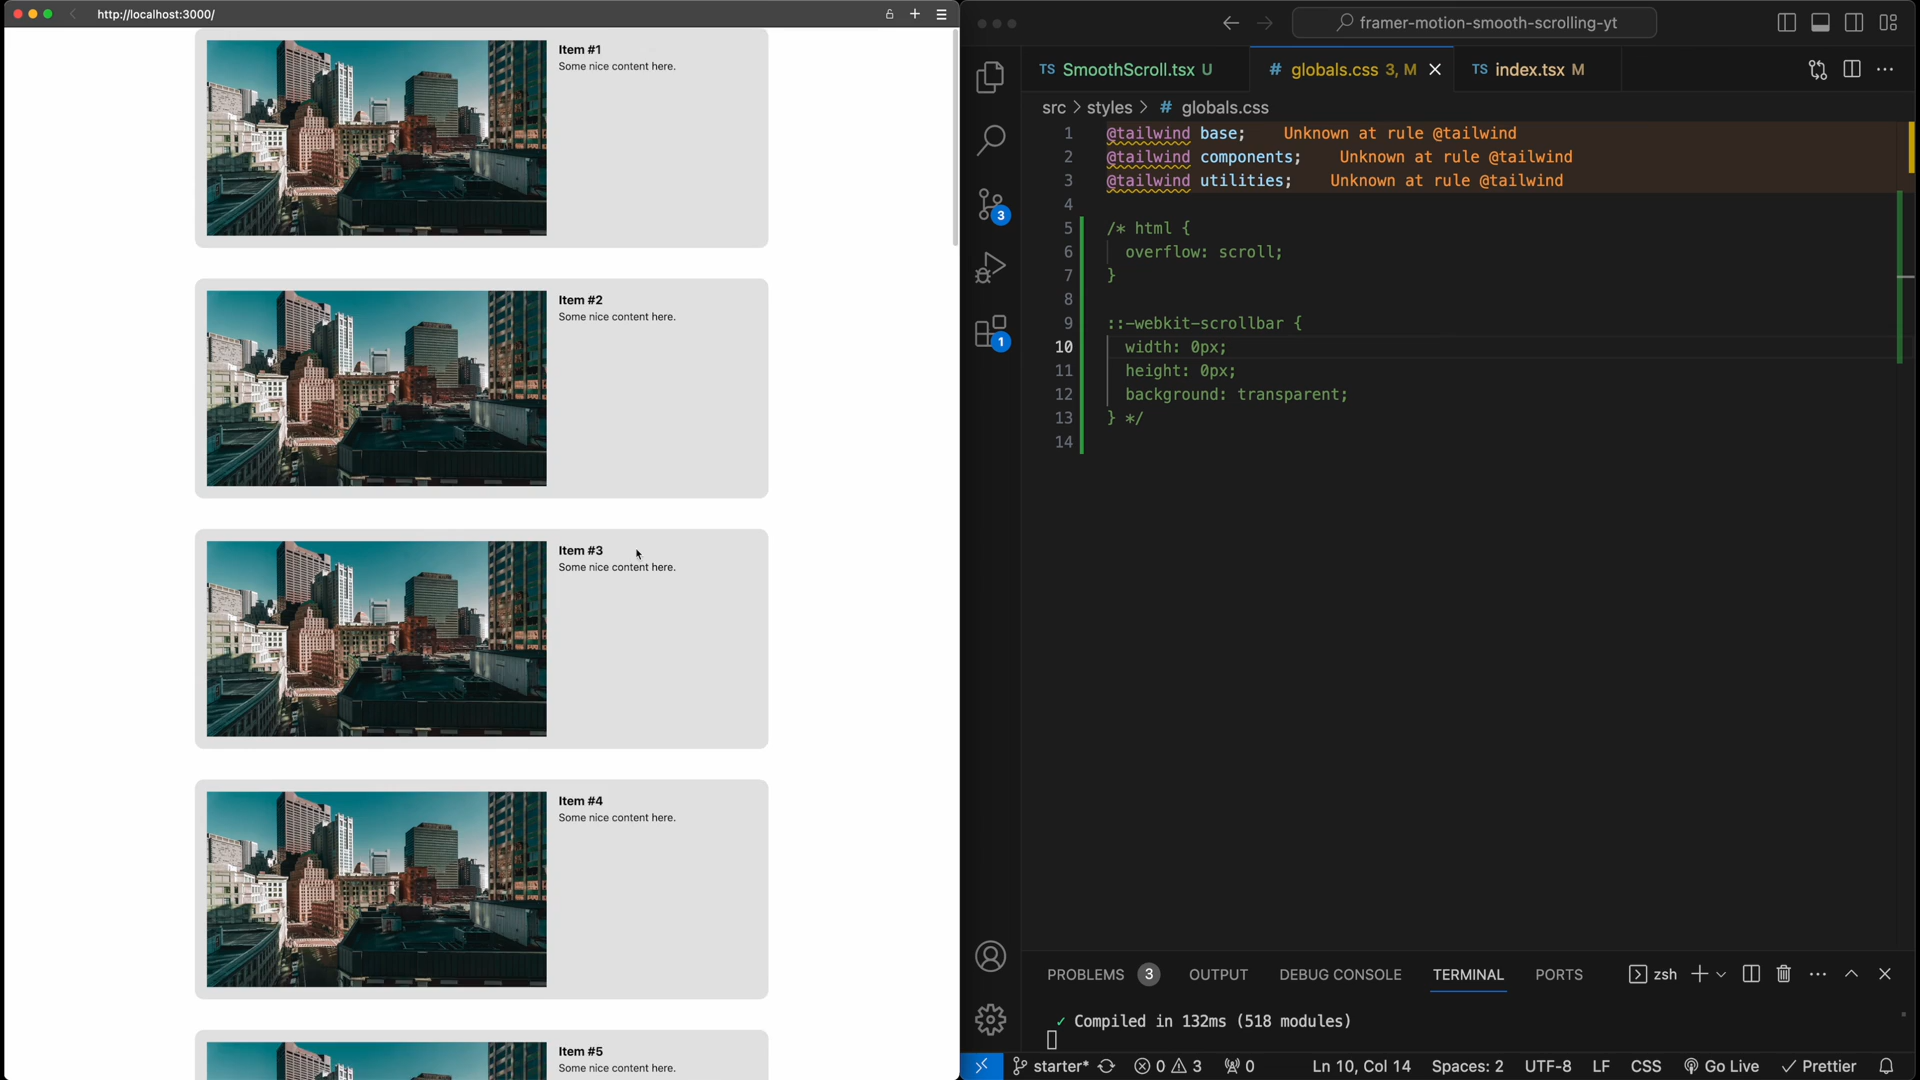 http://localhost:3000/
Item #1
Some nice content here.
Item #2
Some nice content here.
Item #3
Some nice content here.
Item #4
Some nice content here.
Item #5
Some nice content here.
framer-motion-smooth-scrolling-yt
TS SmoothScroll.tsx U
# globals.css 3, M
TS index.tsx M
src > styles > # globals.css
1 @tailwind base; Unknown at rule @tailwind
2 @tailwind components; Unknown at rule @tailwind
3 @tailwind utilities; Unknown at rule @tailwind
4
5 /* html {
6 overflow: scroll;
7 }
8
9 ::-webkit-scrollbar {
10 width: 0px;
11 height: 0px;
12 background: transparent;
13 } */
14
3
1
PROBLEMS 3 OUTPUT DEBUG CONSOLE TERMINAL PORTS zsh
✓ Compiled in 132ms (518 modules)
starter* 0 3 0 Ln 10, Col 14 Spaces: 2 UTF-8 LF CSS Go Live Prettier